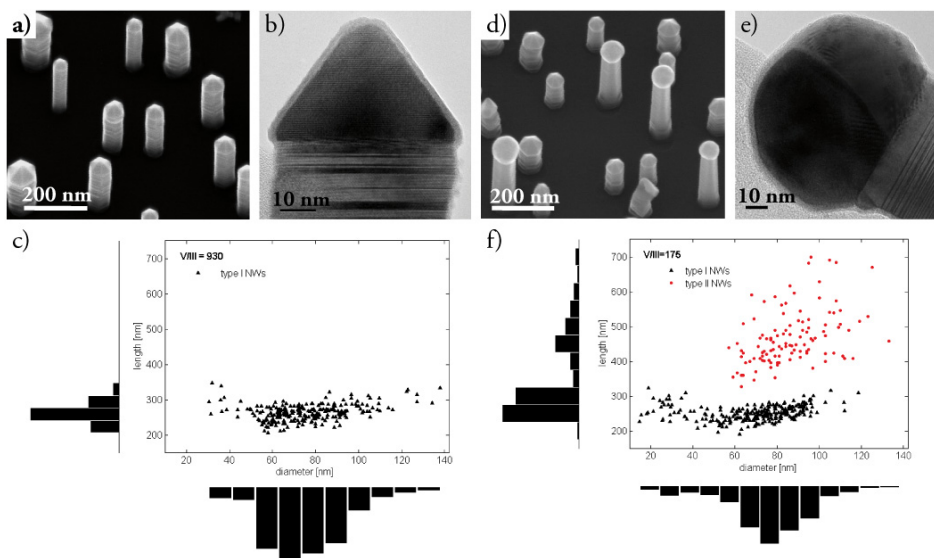 a)
200 nm
b)
10 nm
d)
200 nm
e)
10 nm
c)
V/III = 930
type I NWs
700
600
500
400
300
200
length [nm]
20 40 60 80 100 120 140
diameter [nm]
f)
V/III=175
type I NWs
type II NWs
700
600
500
400
300
200
length [nm]
20 40 60 80 100 120 140
diameter [nm]